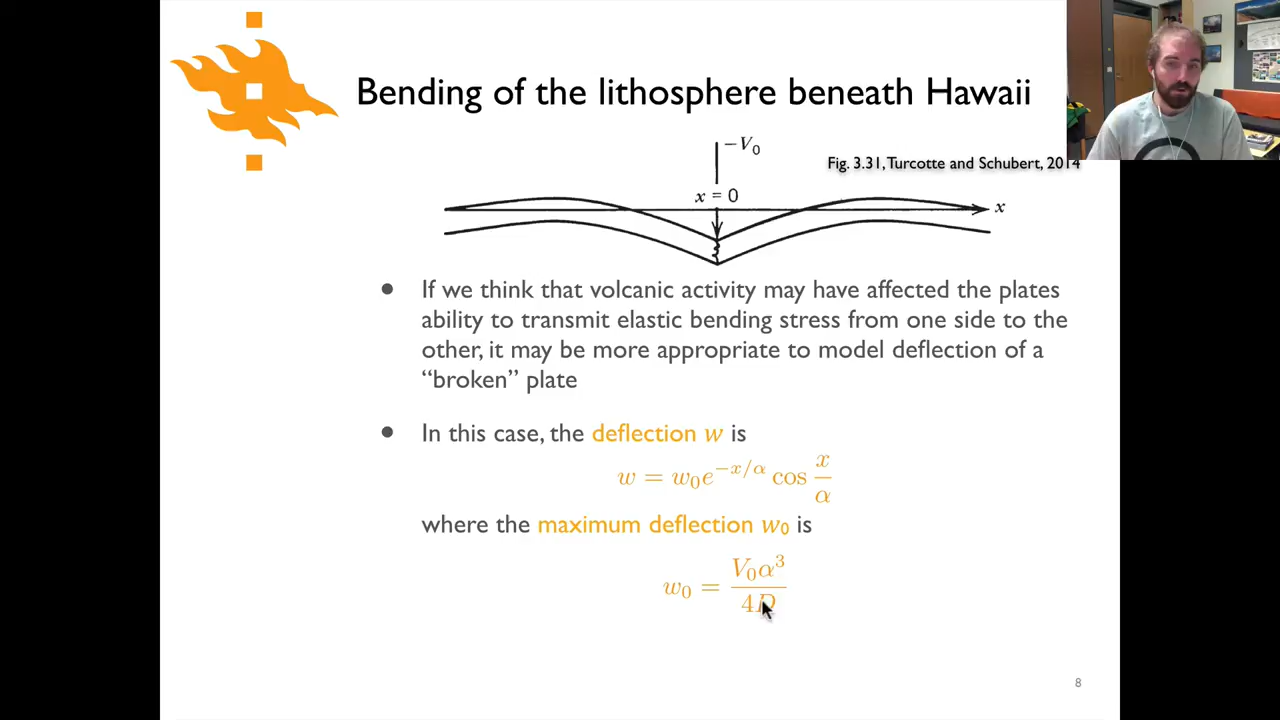 Bending of the lithosphere beneath Hawaii
−V₀
Fig. 3.31, Turcotte and Schubert, 2014
x = 0
x
• If we think that volcanic activity may have affected the plates
ability to transmit elastic bending stress from one side to the
other, it may be more appropriate to model deflection of a
“broken” plate
• In this case, the deflection w is
w = w₀e^{−x/α} cos x/α
where the maximum deflection w₀ is
w₀ = V₀α³/4D
8